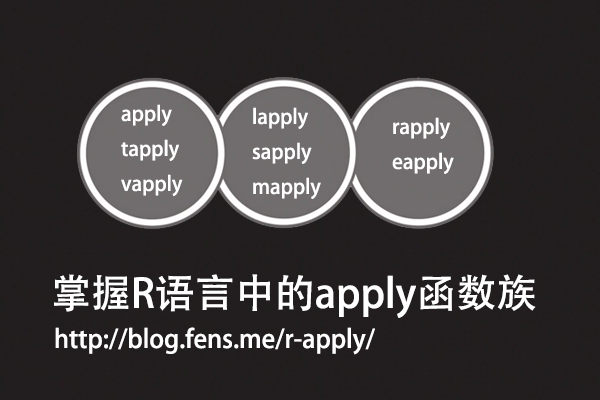 apply
tapply
vapply
lapply
sapply
mapply
rapply
eapply
掌握R语言中的apply函数族
http://blog.fens.me/r-apply/